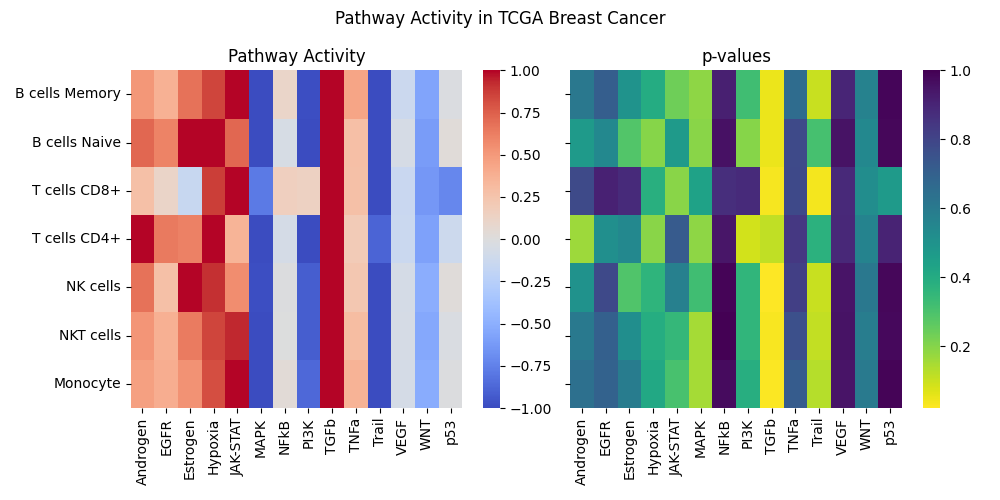 Pathway Activity in TCGA Breast Cancer
Pathway Activity
p-values
B cells Memory
B cells Naive
T cells CD8+
T cells CD4+
NK cells
NKT cells
Monocyte
1.00
0.75
0.50
0.25
0.00
−0.25
−0.50
−0.75
−1.00
1.0
0.8
0.6
0.4
0.2
Androgen
EGFR
Estrogen
Hypoxia
JAK-STAT
MAPK
NFkB
PI3K
TGFb
TNFa
Trail
VEGF
WNT
p53
Androgen
EGFR
Estrogen
Hypoxia
JAK-STAT
MAPK
NFkB
PI3K
TGFb
TNFa
Trail
VEGF
WNT
p53